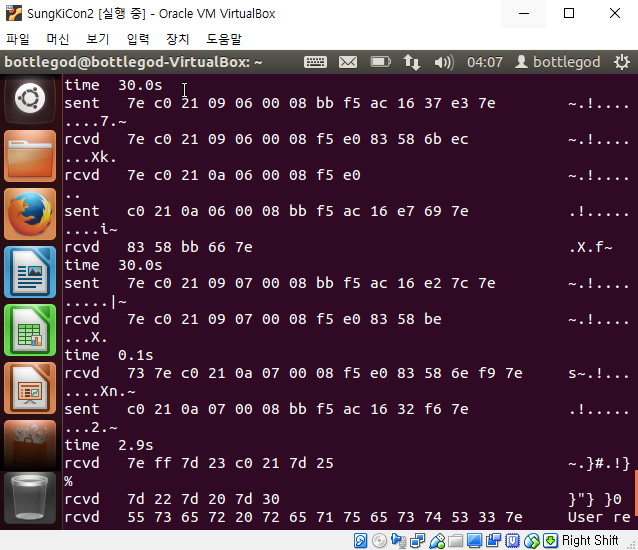 SungKiCon2 [실행 중] - Oracle VM VirtualBox
파일 머신 보기 입력 장치 도움말
bottlegod@bottlegod-VirtualBox: ~ 04:07 bottlegod
time 30.0s
sent 7e c0 21 09 06 00 08 bb f5 ac 16 37 e3 7e ~.!....
....7.~
rcvd 7e c0 21 09 06 00 08 f5 e0 83 58 6b ec ~.!....
...Xk.
rcvd 7e c0 21 0a 06 00 08 f5 e0 ~.!....
..
sent c0 21 0a 06 00 08 bb f5 ac 16 e7 69 7e .!.....
....i~
rcvd 83 58 bb 66 7e .X.f~
time 30.0s
sent 7e c0 21 09 07 00 08 bb f5 ac 16 e2 7c 7e ~.!....
.....|~
rcvd 7e c0 21 09 07 00 08 f5 e0 83 58 be ~.!....
...X.
time 0.1s
rcvd 73 7e c0 21 0a 07 00 08 f5 e0 83 58 6e f9 7e s~.!...
....Xn.~
sent c0 21 0a 07 00 08 bb f5 ac 16 32 f6 7e .!.....
...2.~
time 2.9s
rcvd 7e ff 7d 23 c0 21 7d 25 ~.}#.!}
%
rcvd 7d 22 7d 20 7d 30 }"} }0
rcvd 55 73 65 72 20 72 65 71 75 65 73 74 53 33 7e User re
Right Shift